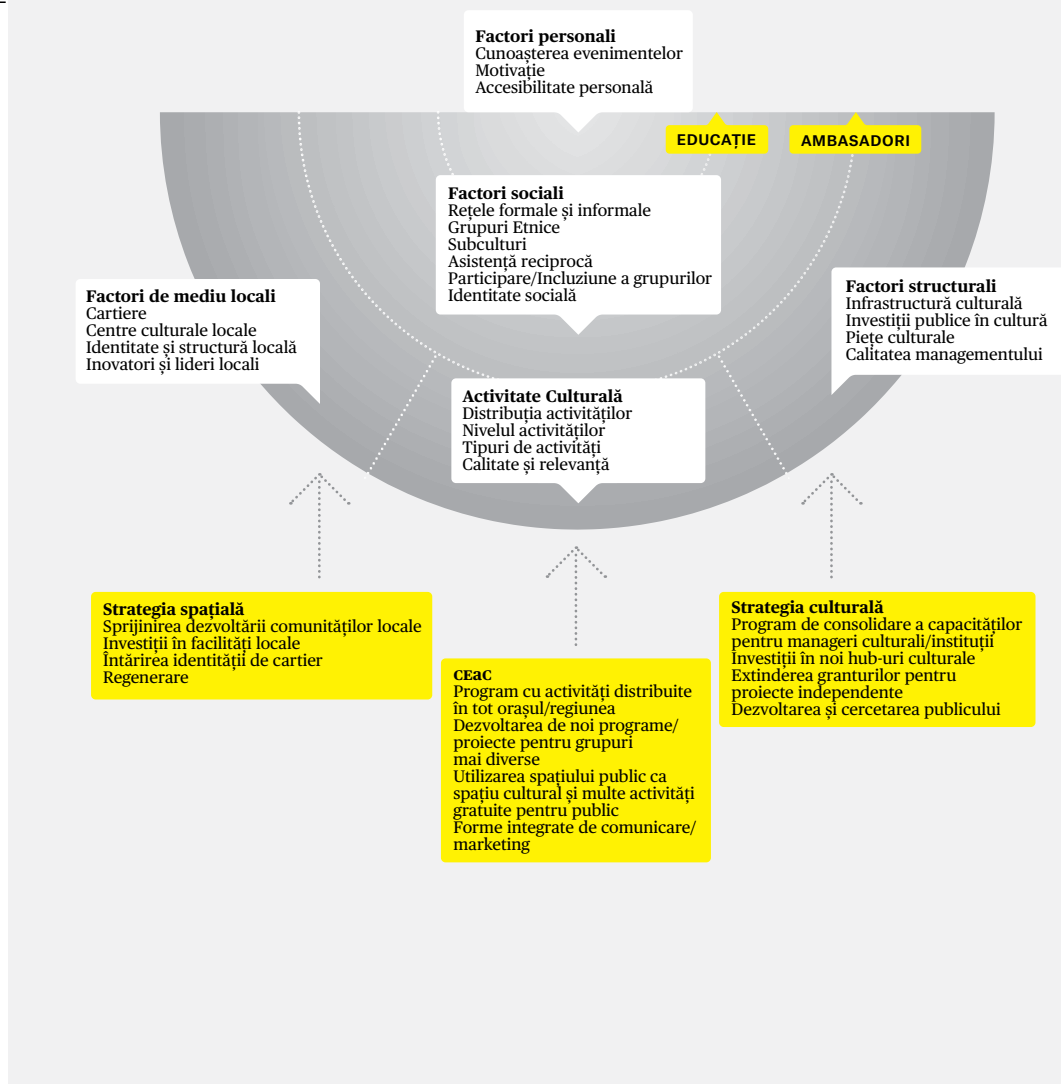 Factori personali
Cunoașterea evenimentelor
Motivație
Accesibilitate personală
EDUCAȚIE
AMBASADORI
Factori sociali
Rețele formale și informale
Grupuri Etnice
Subculturi
Asistență reciprocă
Participare/Incluziune a grupurilor
Identitate socială
Factori de mediu locali
Cartiere
Centre culturale locale
Identitate și structură locală
Inovatori și lideri locali
Factori structurali
Infrastructură culturală
Investiții publice în cultură
Piețe culturale
Calitatea managementului
Activitate Culturală
Distribuția activităților
Nivelul activităților
Tipuri de activități
Calitate și relevanță
Strategia spațială
Sprijinirea dezvoltării comunităților locale
Investiții în facilități locale
Întărirea identității de cartier
Regenerare
CEaC
Program cu activități distribuite
în tot orașul/regiunea
Dezvoltarea de noi programe/
proiecte pentru grupuri
mai diverse
Utilizarea spațiului public ca
spațiu cultural și multe activități
gratuite pentru public
Forme integrate de comunicare/
marketing
Strategia culturală
Program de consolidare a capacităților
pentru manageri culturali/instituții
Investiții în noi hub-uri culturale
Extinderea granturilor pentru
proiecte independente
Dezvoltarea și cercetarea publicului